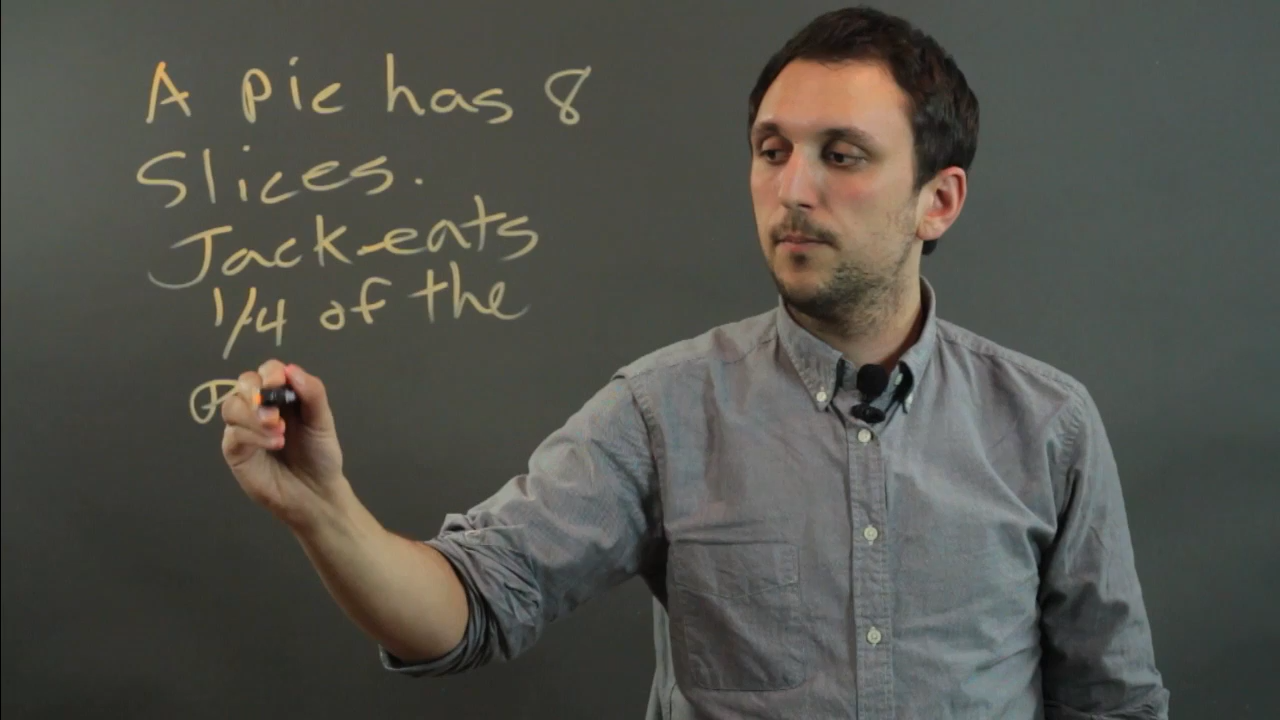 A pie has 8
Slices.
Jack eats
1/4 of the